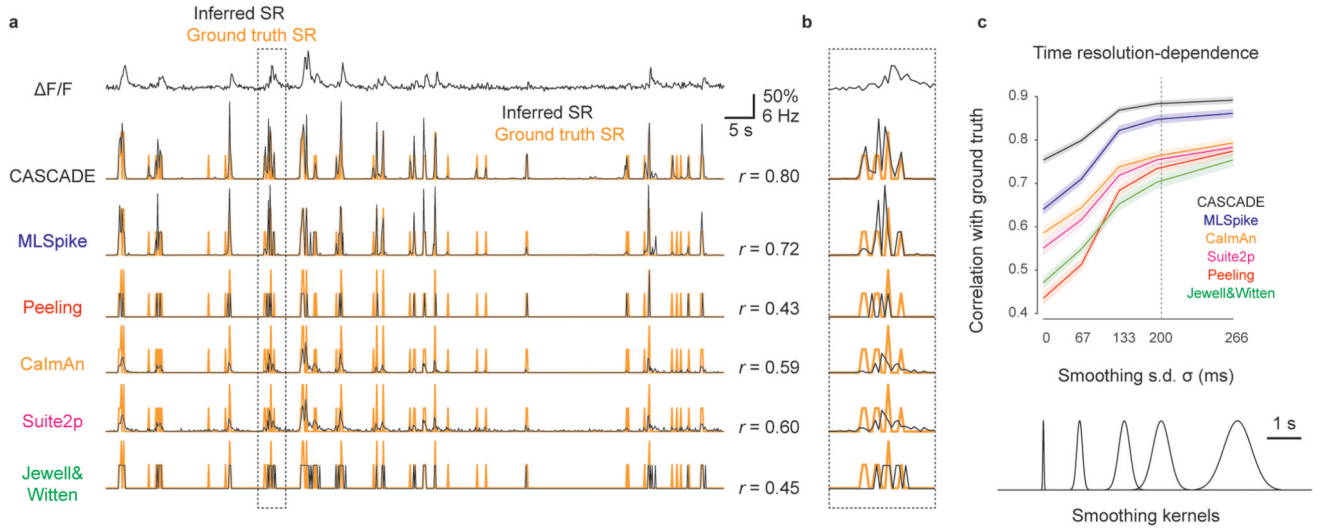 a
Inferred SR
Ground truth SR
ΔF/F
50%
6 Hz
5 s
Inferred SR
Ground truth SR
CASCADE
r = 0.80
MLSpike
r = 0.72
Peeling
r = 0.43
CaImAn
r = 0.59
Suite2p
r = 0.60
Jewell&
Witten
r = 0.45
b
c
Time resolution-dependence
Correlation with ground truth
0.9
0.8
0.7
0.6
0.5
0.4
CASCADE
MLSpike
CaImAn
Suite2p
Peeling
Jewell&Witten
0
67
133
200
266
Smoothing s.d. σ (ms)
1 s
Smoothing kernels